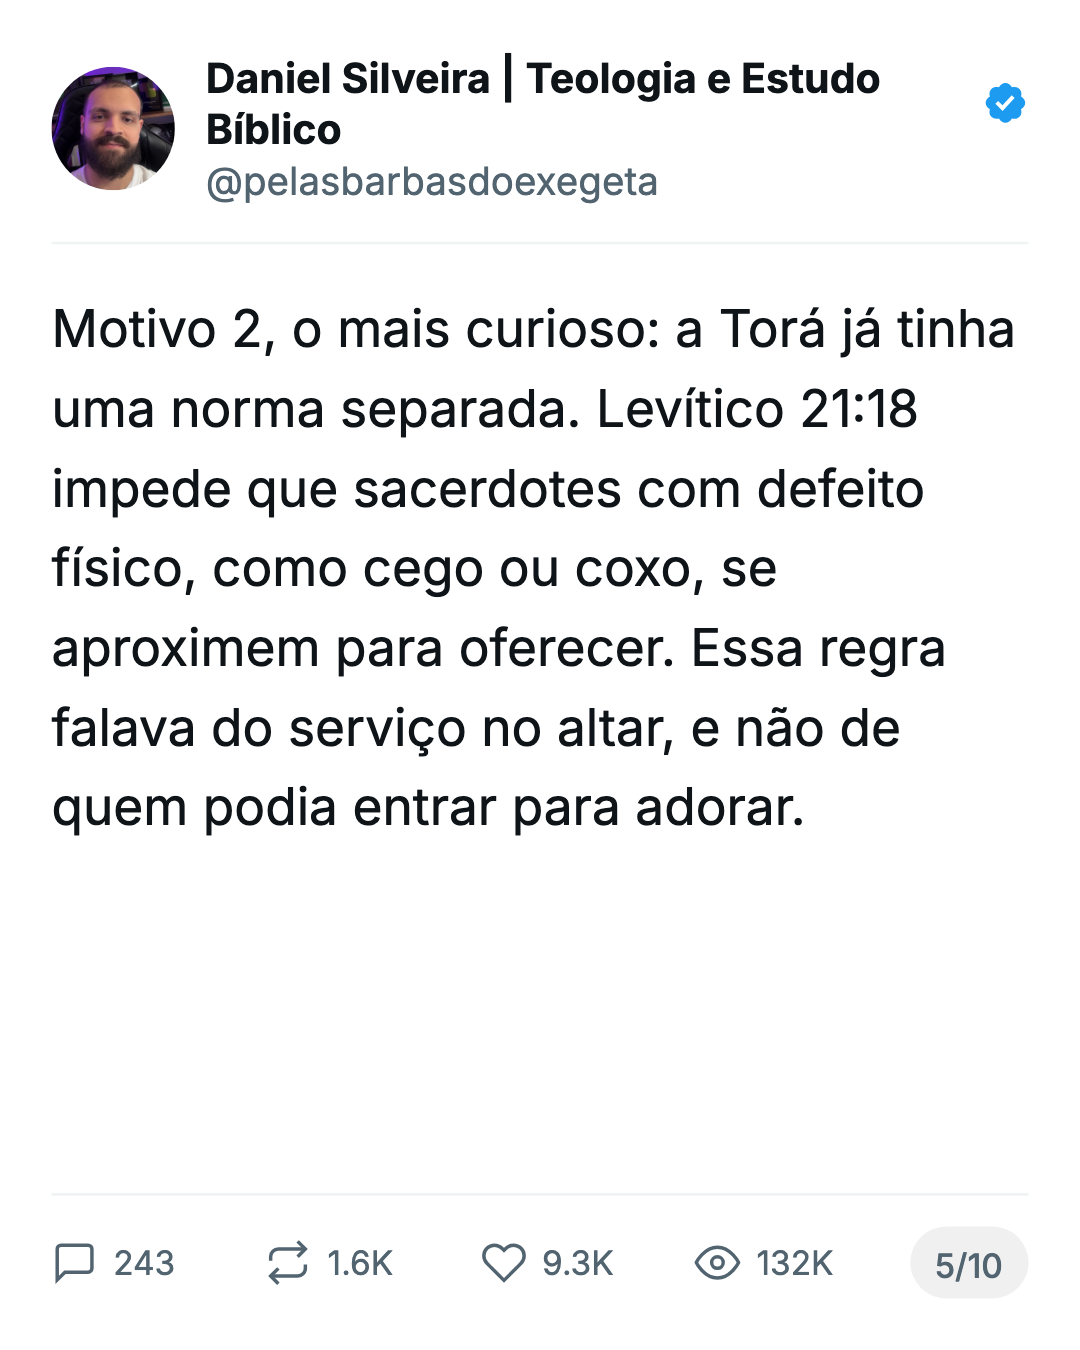 Daniel Silveira | Teologia e Estudo
Bíblico
@pelasbarbasdoexegeta
Motivo 2, o mais curioso: a Torá já tinha
uma norma separada. Levítico 21:18
impede que sacerdotes com defeito
físico, como cego ou coxo, se
aproximem para oferecer. Essa regra
falava do serviço no altar, e não de
quem podia entrar para adorar.
243 1.6K 9.3K 132K 5/10